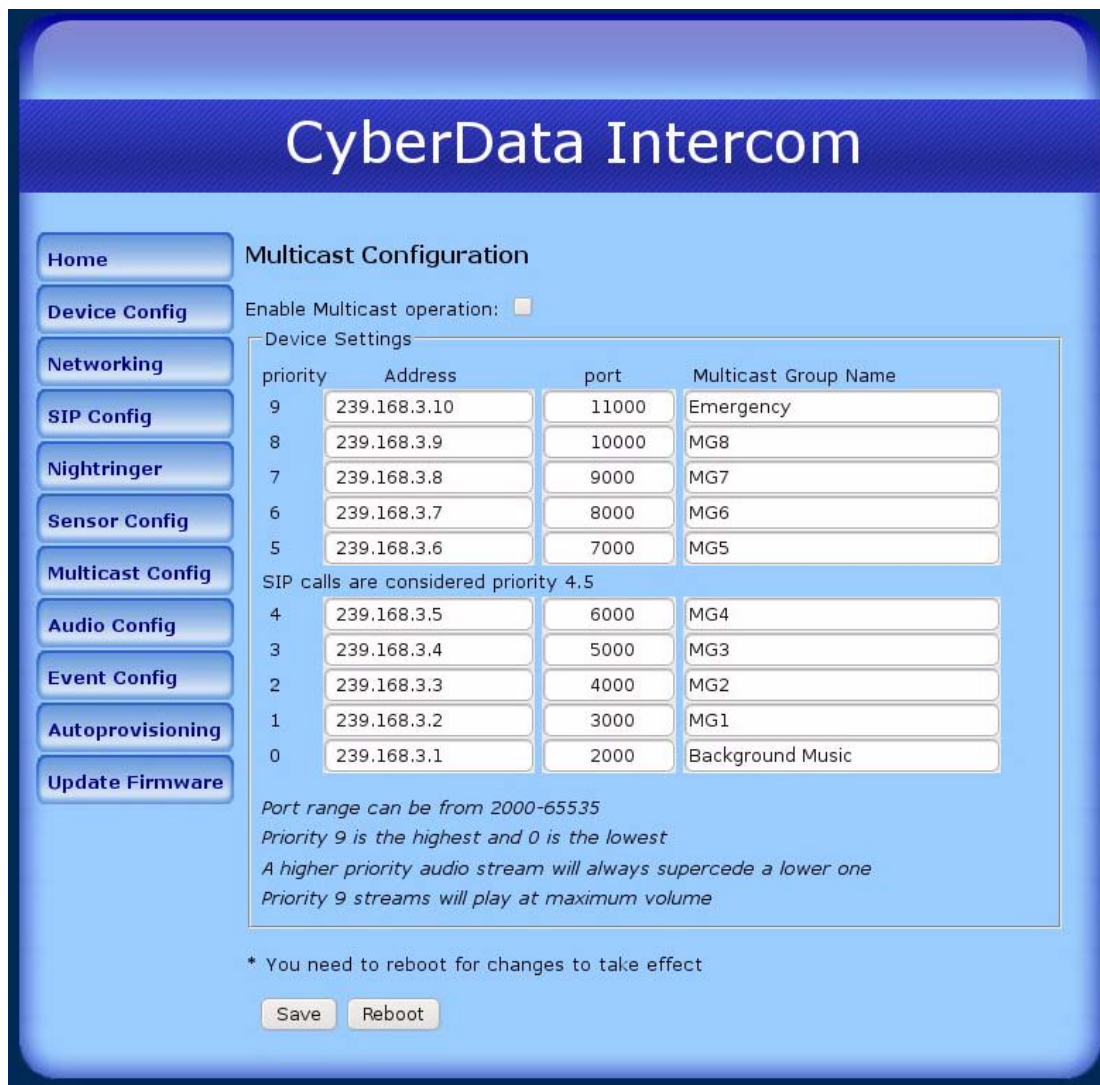 CyberData Intercom
Home
Device Config
Networking
SIP Config
Nightringer
Sensor Config
Multicast Config
Audio Config
Event Config
Autoprovisioning
Update Firmware
Multicast Configuration
Enable Multicast operation:
Device Settings
priority Address port Multicast Group Name
9 239.168.3.10 11000 Emergency
8 239.168.3.9 10000 MG8
7 239.168.3.8 9000 MG7
6 239.168.3.7 8000 MG6
5 239.168.3.6 7000 MG5
SIP calls are considered priority 4.5
4 239.168.3.5 6000 MG4
3 239.168.3.4 5000 MG3
2 239.168.3.3 4000 MG2
1 239.168.3.2 3000 MG1
0 239.168.3.1 2000 Background Music
Port range can be from 2000-65535
Priority 9 is the highest and 0 is the lowest
A higher priority audio stream will always supercede a lower one
Priority 9 streams will play at maximum volume
* You need to reboot for changes to take effect
Save Reboot